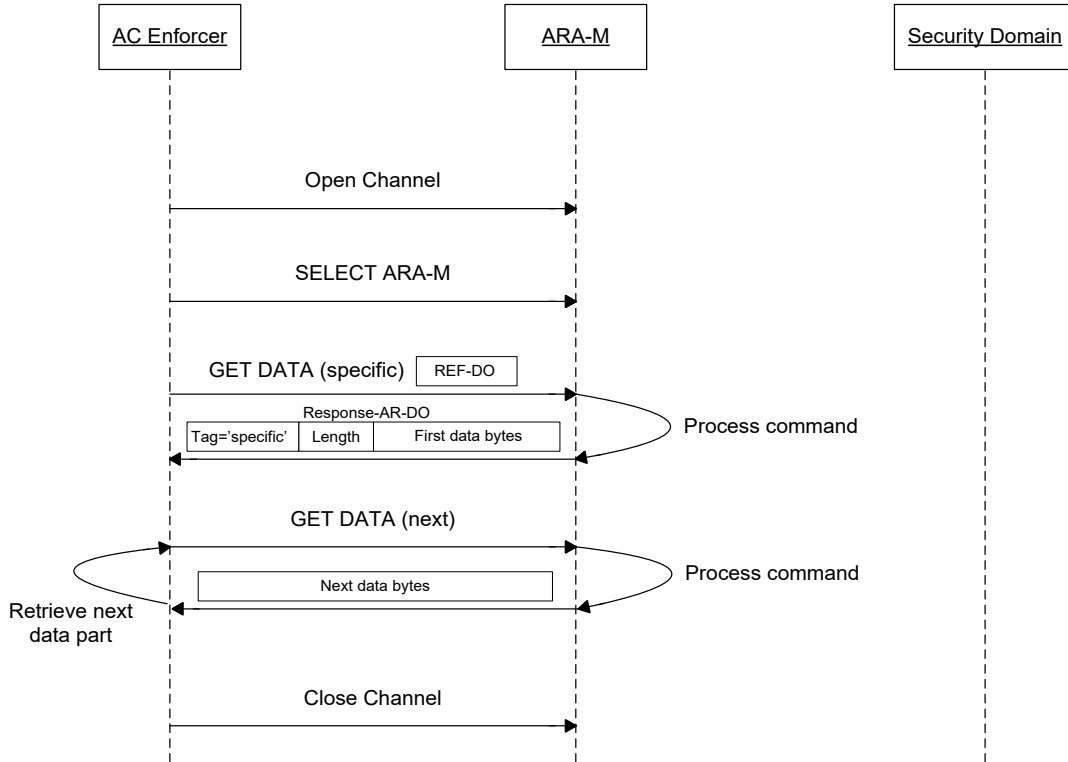 AC Enforcer
ARA-M
Security Domain
Open Channel
SELECT ARA-M
GET DATA (specific)
REF-DO
Response-AR-DO
Tag='specific’
Length
First data bytes
Process command
GET DATA (next)
Next data bytes
Process command
Retrieve next
data part
Close Channel